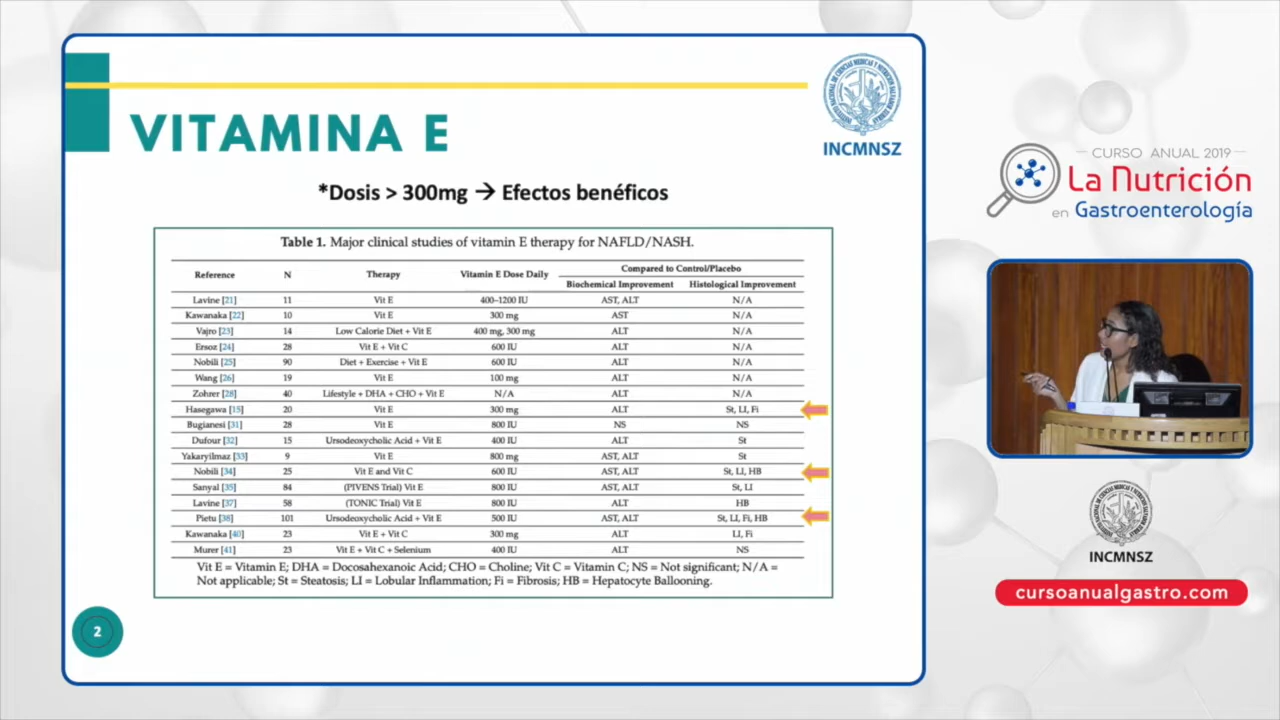 VITAMINA E
INCMNSZ
*Dosis > 300mg → Efectos benéficos
Table 1. Major clinical studies of vitamin E therapy for NAFLD/NASH.
Reference N Therapy Vitamin E Dose Daily Compared to Control/Placebo
Biochemical Improvement Histological Improvement
Lavine [21] 11 Vit E 400–1200 IU AST, ALT N/A
Kawanaka [22] 10 Vit E 300 mg AST N/A
Vajro [23] 14 Low Calorie Diet + Vit E 400 mg, 300 mg ALT N/A
Ersoz [24] 28 Vit E + Vit C 600 IU ALT N/A
Nobili [25] 90 Diet + Exercise + Vit E 600 IU ALT N/A
Wang [26] 19 Vit E 100 mg ALT N/A
Zohrer [28] 40 Lifestyle + DHA + CHO + Vit E N/A ALT N/A
Hasegawa [15] 20 Vit E 300 mg ALT St, LI, Fi
Bugianesi [31] 28 Vit E 800 IU NS NS
Dufour [32] 15 Ursodeoxycholic Acid + Vit E 400 IU ALT St
Yakaryilmaz [33] 9 Vit E 800 mg AST, ALT St
Nobili [34] 25 Vit E and Vit C 600 IU AST, ALT St, LI, HB
Sanyal [35] 84 (PIVENS Trial) Vit E 800 IU AST, ALT St, LI
Lavine [37] 58 (TONIC Trial) Vit E 800 IU ALT HB
Pietu [38] 101 Ursodeoxycholic Acid + Vit E 500 IU AST, ALT St, LI, Fi, HB
Kawanaka [40] 23 Vit E + Vit C 300 mg ALT LI, Fi
Murer [41] 23 Vit E + Vit C + Selenium 400 IU ALT NS
Vit E = Vitamin E; DHA = Docosahexanoic Acid; CHO = Choline; Vit C = Vitamin C; NS = Not significant; N/A =
Not applicable; St = Steatosis; LI = Lobular Inflammation; Fi = Fibrosis; HB = Hepatocyte Ballooning.
2
CURSO ANUAL 2019
La Nutrición
en Gastroenterología
INCMNSZ
cursoanualgastro.com